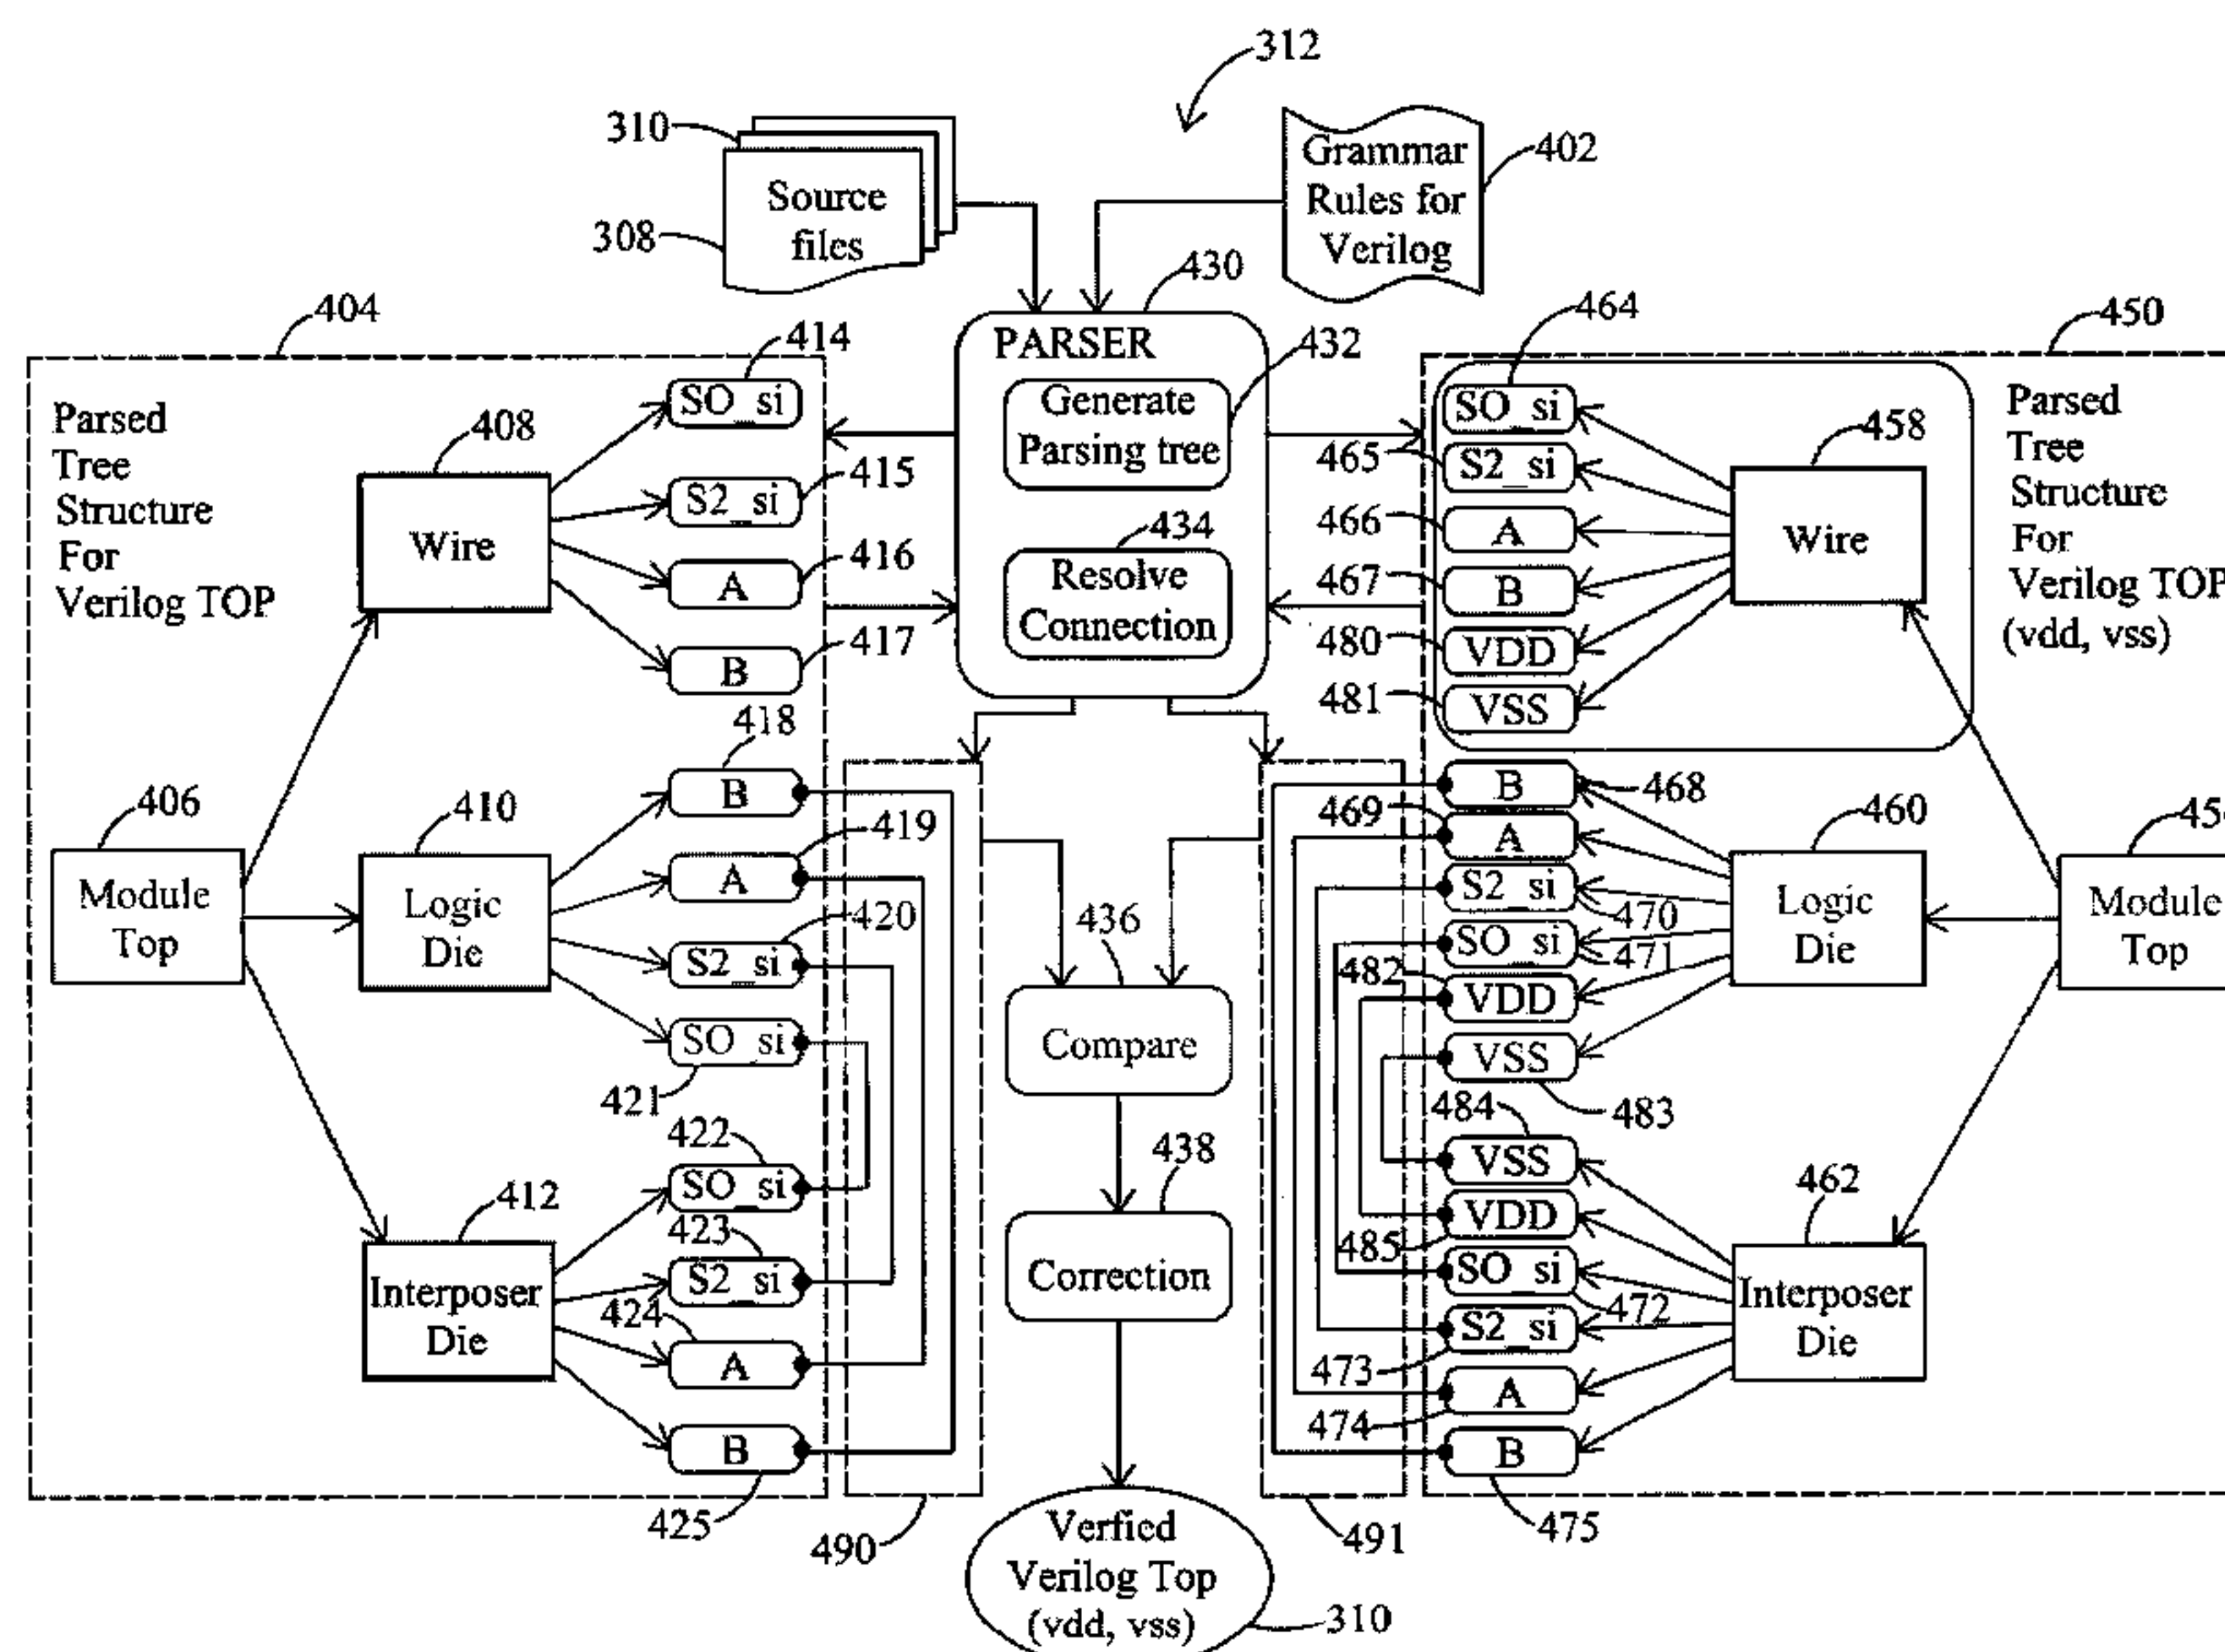 312
310
308
Source
files
Grammar
Rules for
Verilog
402
430
PARSER
432
Generate
Parsing tree
434
Resolve
Connection
404
Parsed
Tree
Structure
For
Verilog TOP
406
Module
Top
408
Wire
414
SO_si
S2_si
415
A
416
B
417
410
Logic
Die
418
B
419
A
420
S2_si
SO_si
421
412
Interposer
Die
422
SO_si
423
S2_si
424
A
B
425
490
436
Compare
438
Correction
Verfied
Verilog Top
(vdd, vss)
310
491
450
Parsed
Tree
Structure
For
Verilog TOP
(vdd, vss)
464
SO_si
465
S2_si
466
A
467
B
480
VDD
481
VSS
458
Wire
B
468
469
A
S2_si
470
SO_si
471
482
VDD
VSS
483
460
Logic
Die
Module
Top
484
VSS
VDD
485
SO_si
472
S2_si
473
A
474
B
475
462
Interposer
Die